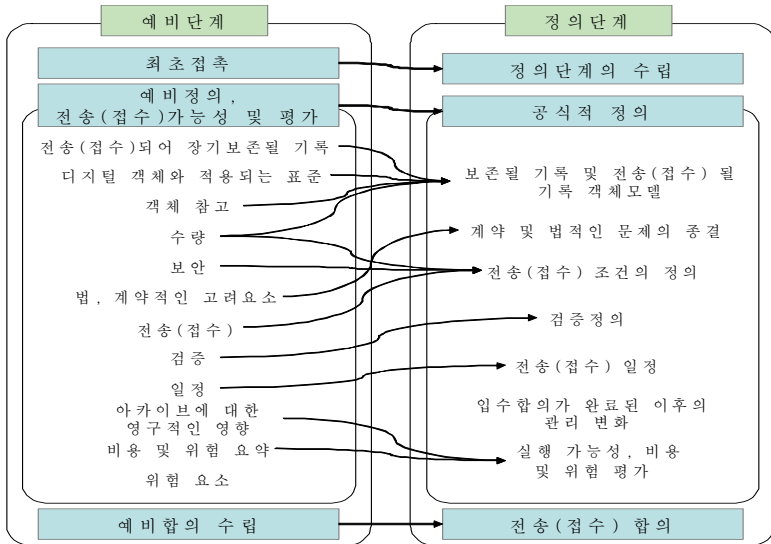 예비단계
최초접촉
예비정의,
전송(접수)가능성 및 평가
전송(접수)되어 장기보존될 기록
디지털 객체와 적용되는 표준
객체 참고
수량
보안
법, 계약적인 고려요소
전송(접수)
검증
일정
아카이브에 대한
영구적인 영향
비용 및 위험 요약
위험 요소
예비합의 수립
정의단계
정의단계의 수립
공식적 정의
보존될 기록 및 전송(접수) 될
기록 객체모델
계약 및 법적인 문제의 종결
전송(접수) 조건의 정의
검증정의
전송(접수) 일정
입수합의가 완료된 이후의
관리 변화
실행 가능성, 비용
및 위험 평가
전송(접수) 합의